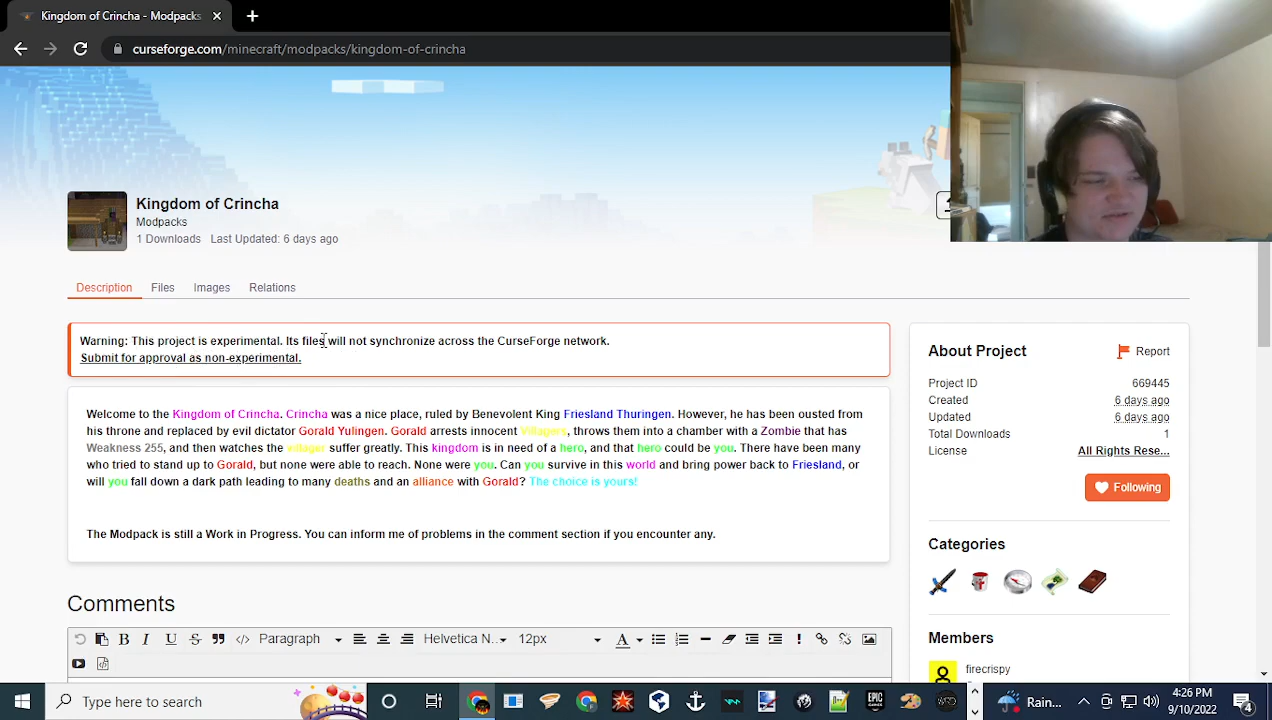 Kingdom of Crincha - Modpacks
curseforge.com/minecraft/modpacks/kingdom-of-crincha
Kingdom of Crincha
Modpacks
1 Downloads Last Updated: 6 days ago
Description Files Images Relations
Warning: This project is experimental. Its files will not synchronize across the CurseForge network.
Submit for approval as non-experimental.
Welcome to the Kingdom of Crincha. Crincha was a nice place, ruled by Benevolent King Friesland Thuringen. However, he has been ousted from
his throne and replaced by evil dictator Gorald Yulingen. Gorald arrests innocent Villagers, throws them into a chamber with a Zombie that has
Weakness 255, and then watches the villager suffer greatly. This kingdom is in need of a hero, and that hero could be you. There have been many
who tried to stand up to Gorald, but none were able to reach. None were you. Can you survive in this world and bring power back to Friesland, or
will you fall down a dark path leading to many deaths and an alliance with Gorald? The choice is yours!
The Modpack is still a Work in Progress. You can inform me of problems in the comment section if you encounter any.
Comments
Paragraph Helvetica N... 12px
About Project Report
Project ID 669445
Created 6 days ago
Updated 6 days ago
Total Downloads 1
License All Rights Rese...
Following
Categories
Members
firecrispy
Type here to search
EPIC GAMES
Rain...
4:26 PM
9/10/2022
4